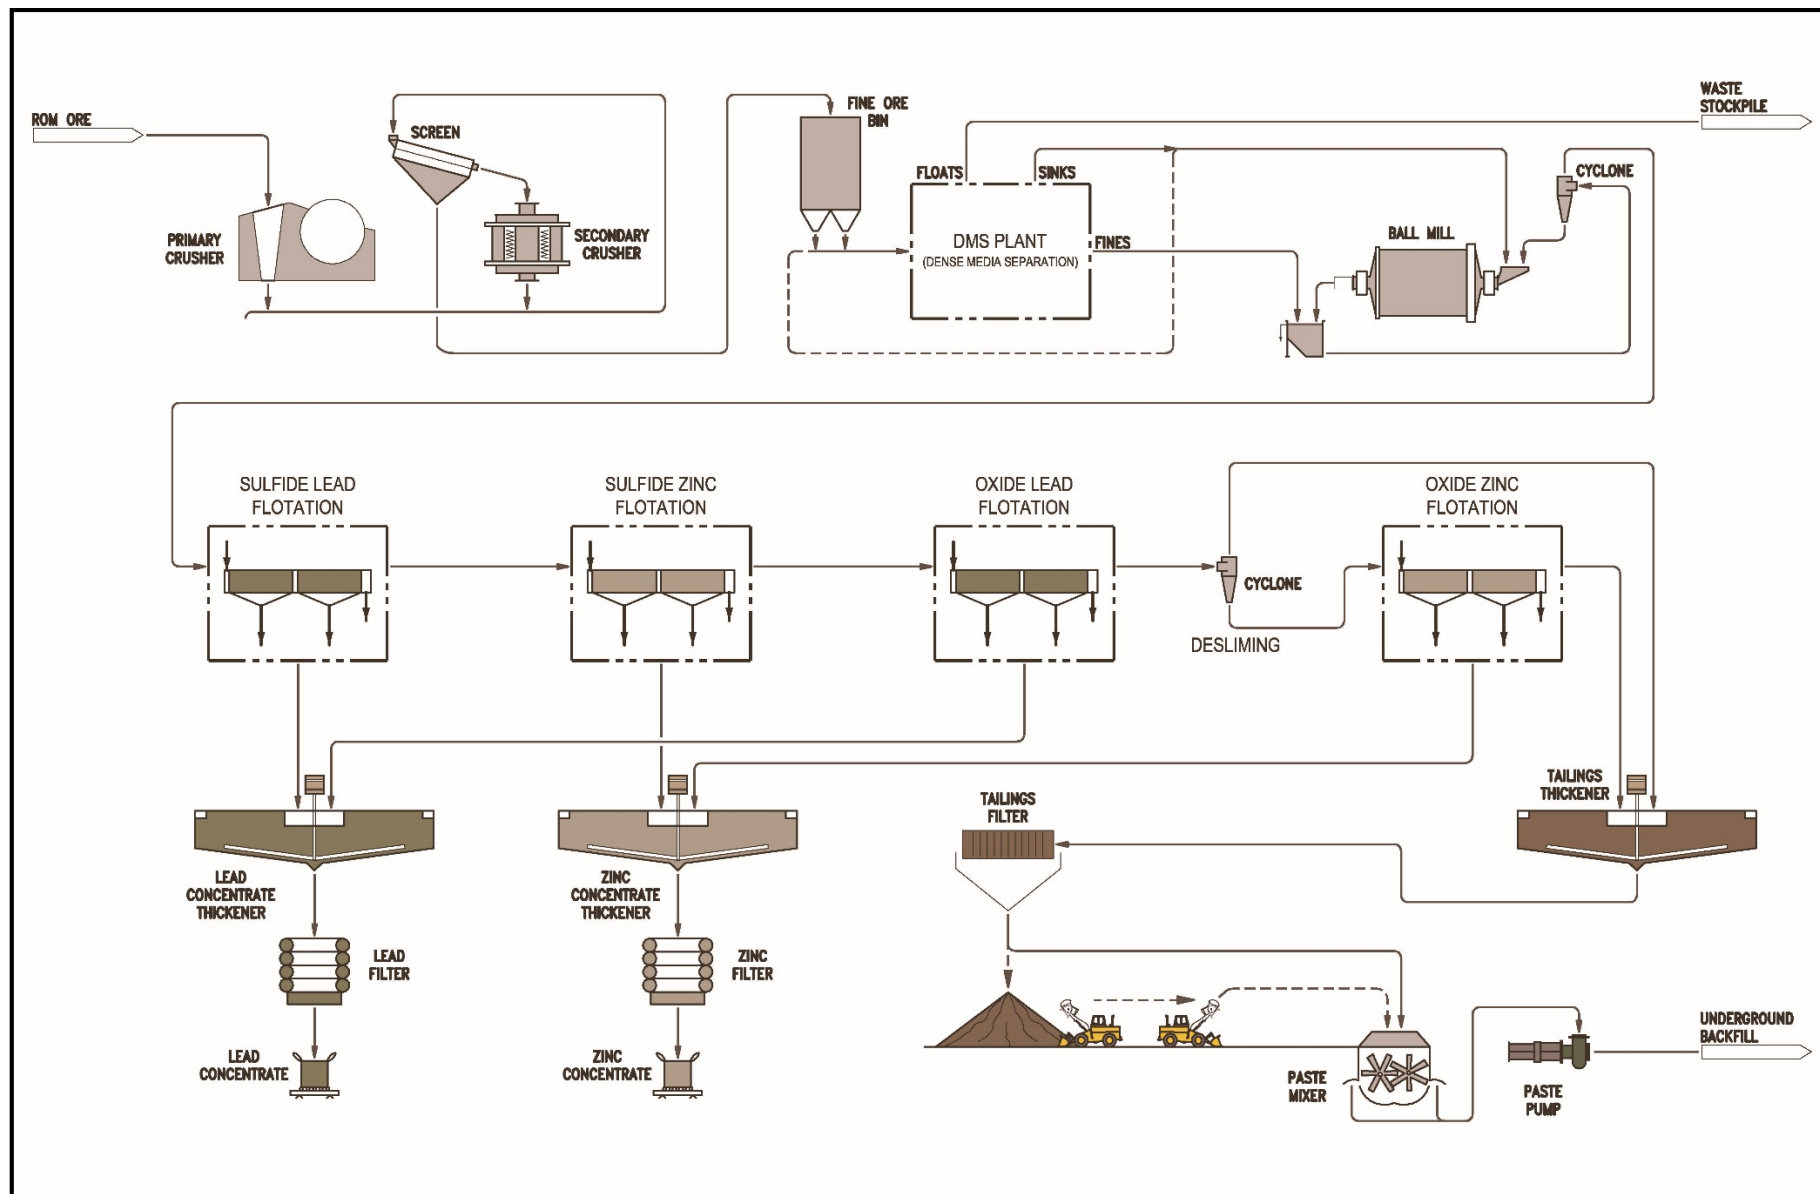 ROM ORE
SCREEN
PRIMARY
CRUSHER
SECONDARY
CRUSHER
FINE ORE
BIN
WASTE
STOCKPILE
FLOATS
SINKS
DMS PLANT
(DENSE MEDIA SEPARATION)
FINES
BALL MILL
CYCLONE
SULFIDE LEAD
FLOTATION
SULFIDE ZINC
FLOTATION
OXIDE LEAD
FLOTATION
CYCLONE
DESLIMING
OXIDE ZINC
FLOTATION
LEAD
CONCENTRATE
THICKENER
ZINC
CONCENTRATE
THICKENER
TAILINGS
FILTER
TAILINGS
THICKENER
LEAD
FILTER
ZINC
FILTER
LEAD
CONCENTRATE
ZINC
CONCENTRATE
PASTE
MIXER
PASTE
PUMP
UNDERGROUND
BACKFILL